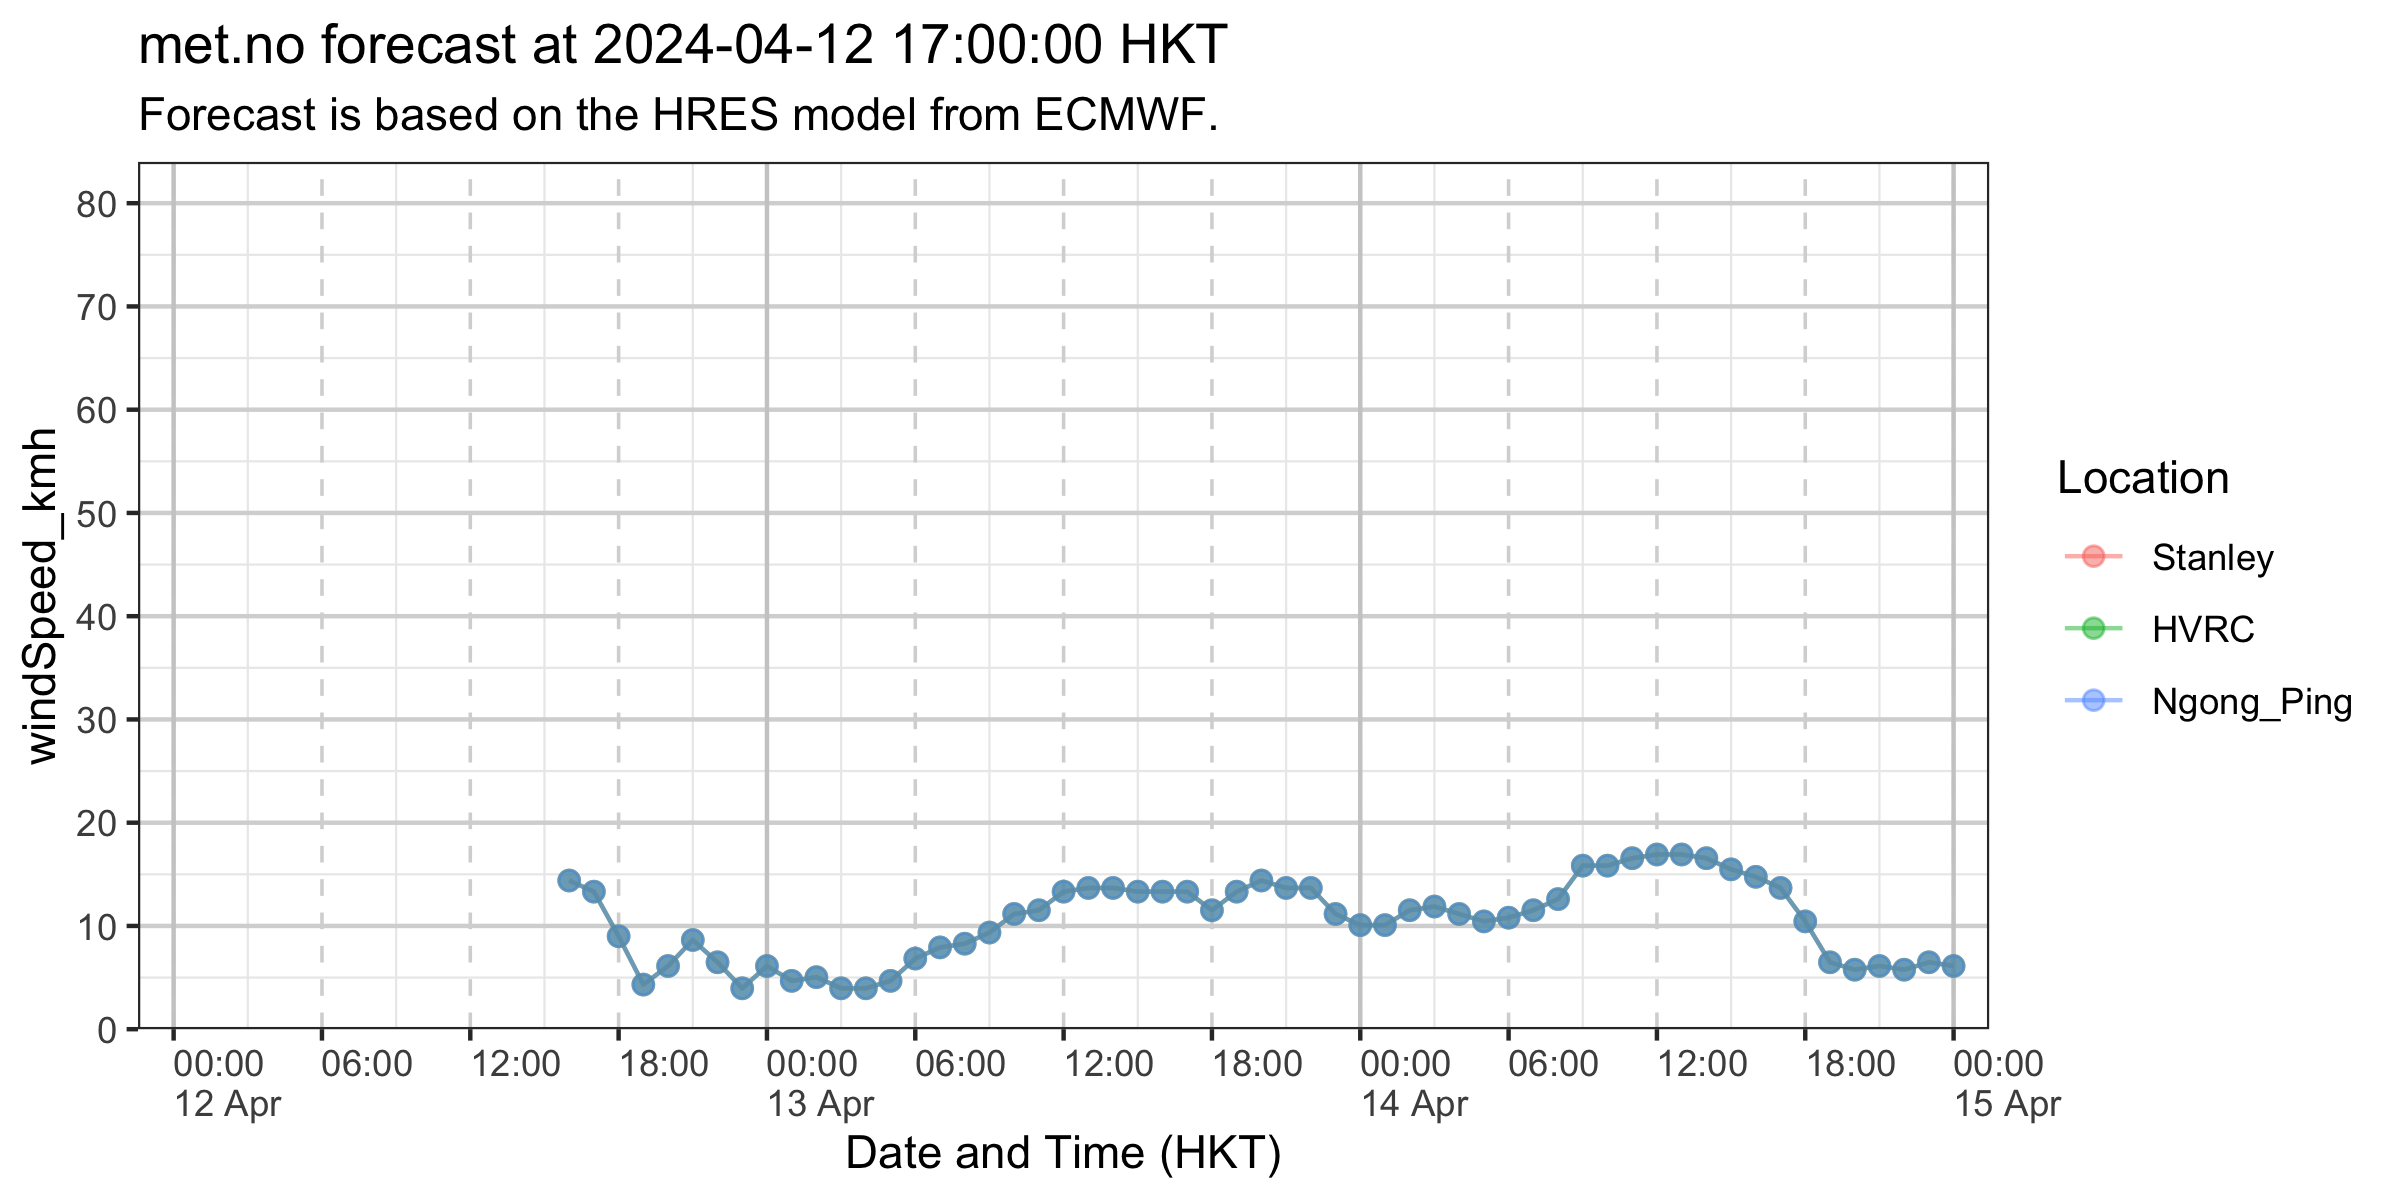 met.no forecast at 2024-04-12 17:00:00 HKT
Forecast is based on the HRES model from ECMWF.
windSpeed_kmh
80
70
60
50
40
30
20
10
0
00:00 06:00 12:00 18:00 00:00 06:00 12:00 18:00 00:00 06:00 12:00 18:00 00:00
12 Apr 13 Apr 14 Apr 15 Apr
Date and Time (HKT)
Location
Stanley
HVRC
Ngong_Ping